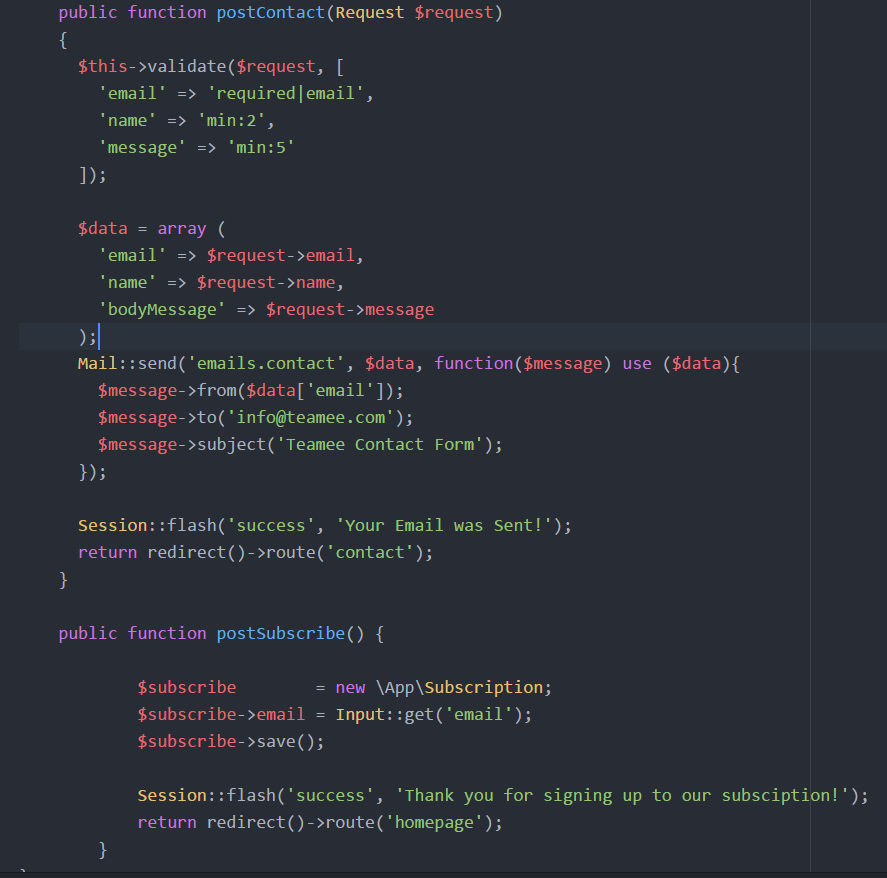 public function postContact(Request $request)
{
$this->validate($request, [
'email' => 'required|email',
'name' => 'min:2',
'message' => 'min:5'
]);
$data = array (
'email' => $request->email,
'name' => $request->name,
'bodyMessage' => $request->message
);
Mail::send('emails.contact', $data, function($message) use ($data){
$message->from($data['email']);
$message->to('info@teamee.com');
$message->subject('Teamee Contact Form');
});
Session::flash('success', 'Your Email was Sent!');
return redirect()->route('contact');
}
public function postSubscribe() {
$subscribe = new \App\Subscription;
$subscribe->email = Input::get('email');
$subscribe->save();
Session::flash('success', 'Thank you for signing up to our subsciption!');
return redirect()->route('homepage');
}